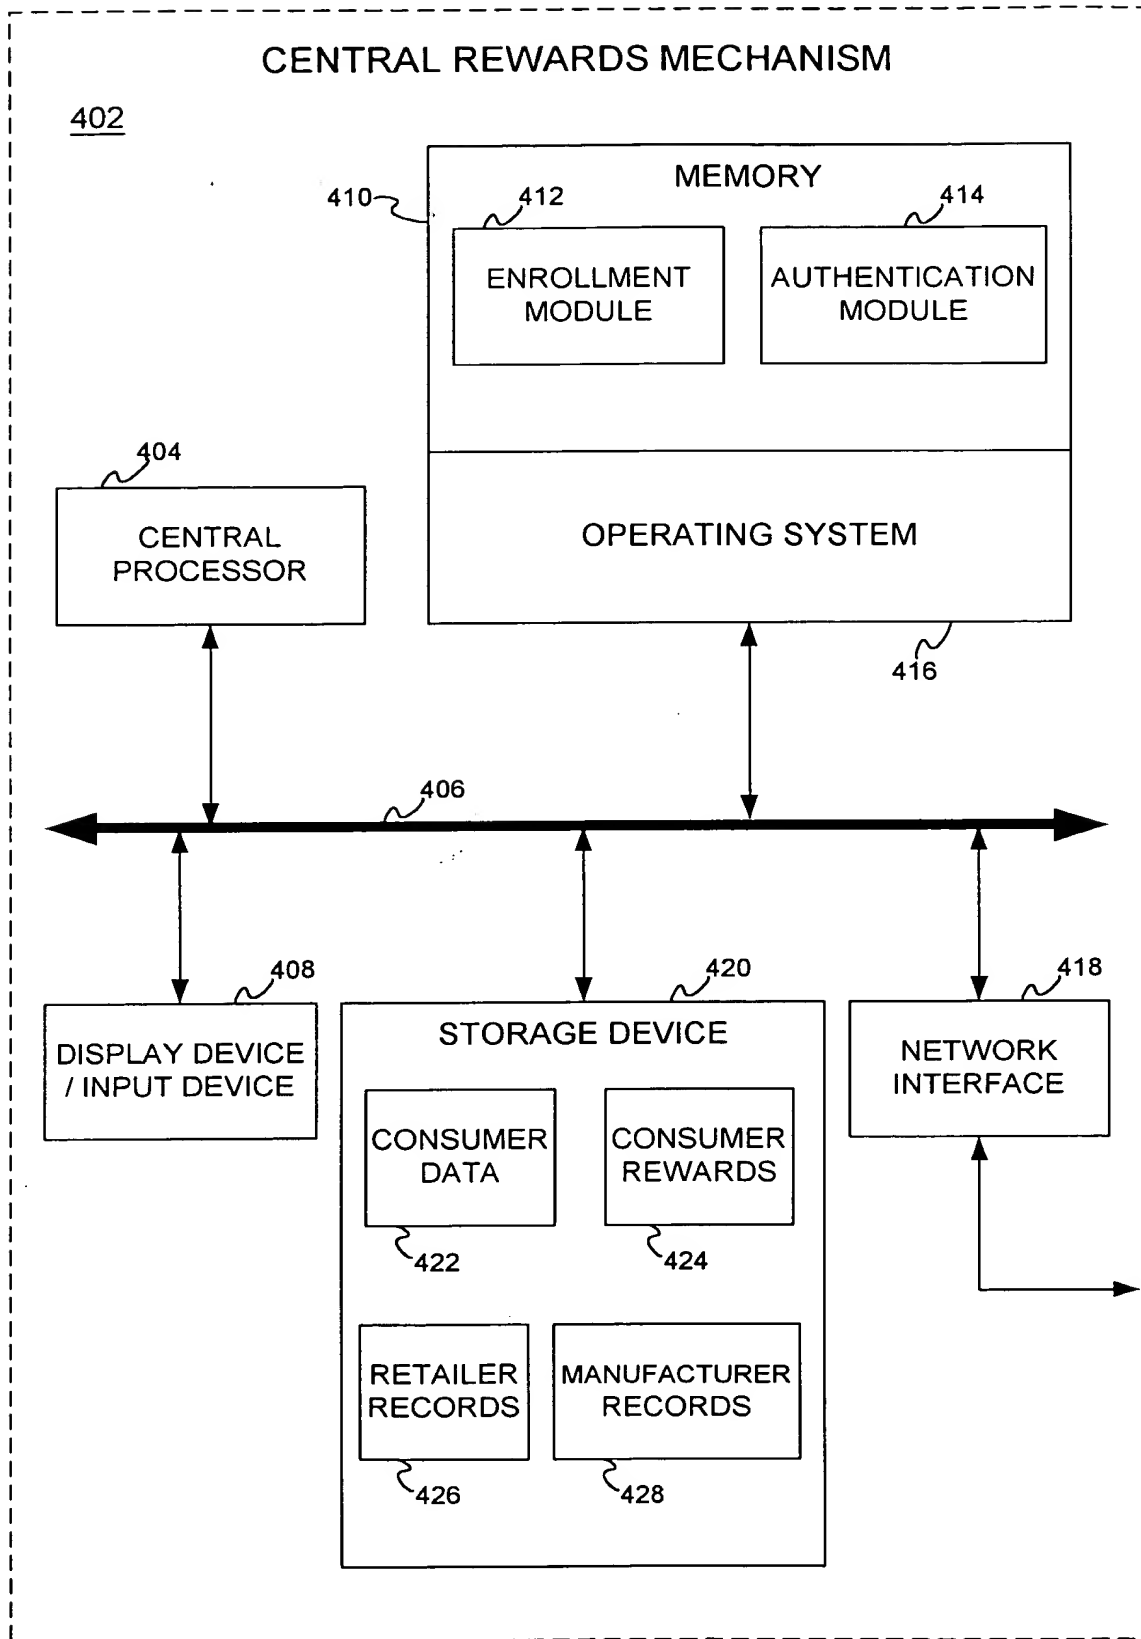 CENTRAL REWARDS MECHANISM
402
MEMORY
410
412
414
ENROLLMENT
MODULE
AUTHENTICATION
MODULE
404
CENTRAL
PROCESSOR
OPERATING SYSTEM
416
406
408
DISPLAY DEVICE
/ INPUT DEVICE
420
STORAGE DEVICE
418
NETWORK
INTERFACE
CONSUMER
DATA
CONSUMER
REWARDS
422
424
RETAILER
RECORDS
MANUFACTURER
RECORDS
426
428